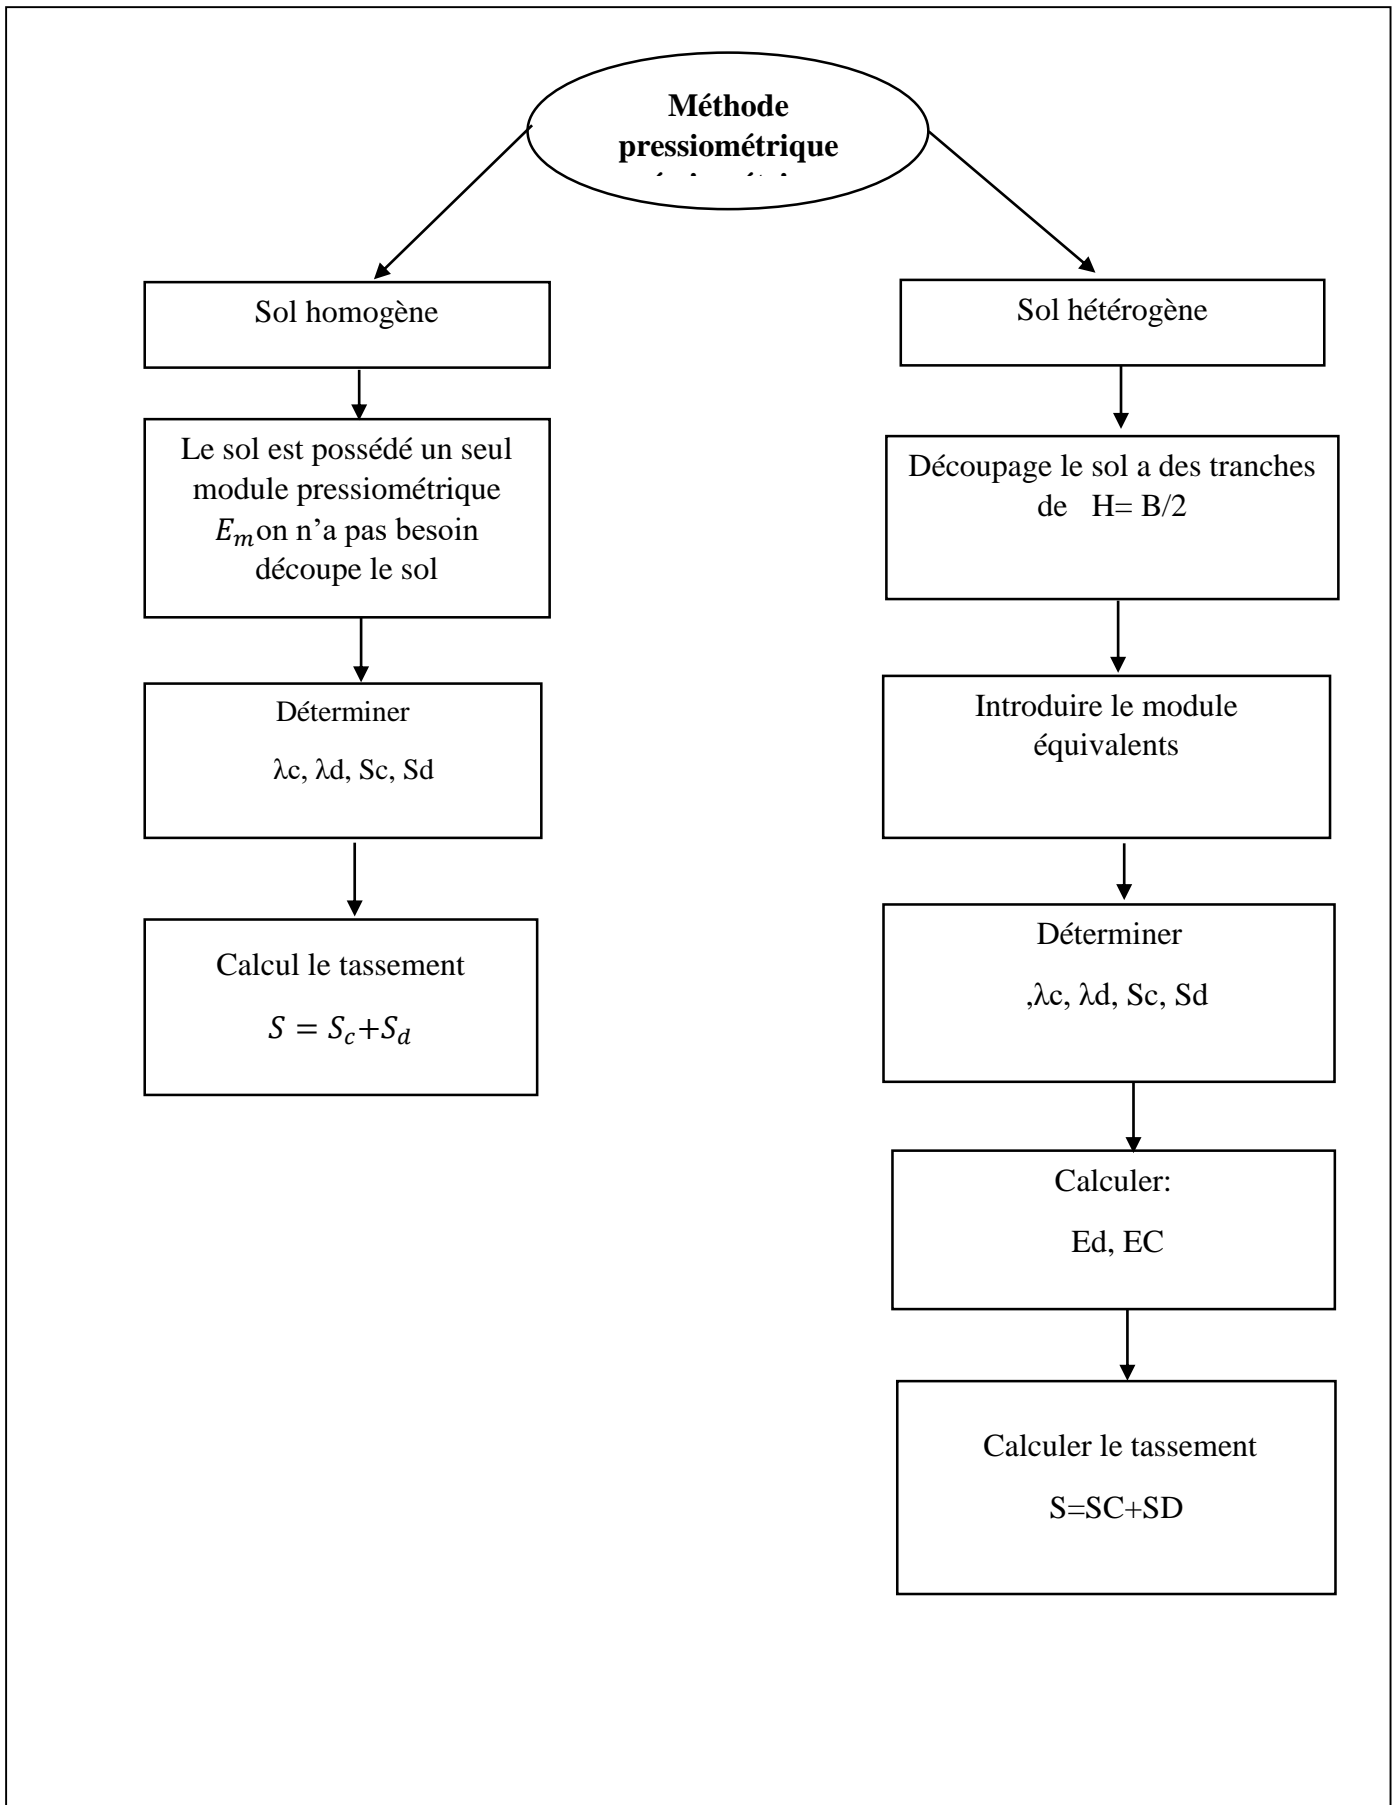 Méthode
pressiométrique
Sol homogène
Le sol est possédé un seul
module pressiométrique
𝐸𝑚on n’a pas besoin
découpe le sol
Déterminer
λc, λd, Sc, Sd
Calcul le tassement
𝑆 = 𝑆𝑐+𝑆𝑑
Sol hétérogène
Découpage le sol a des tranches
de H= B/2
Introduire le module
équivalents
Déterminer
,λc, λd, Sc, Sd
Calculer:
Ed, EC
Calculer le tassement
S=SC+SD